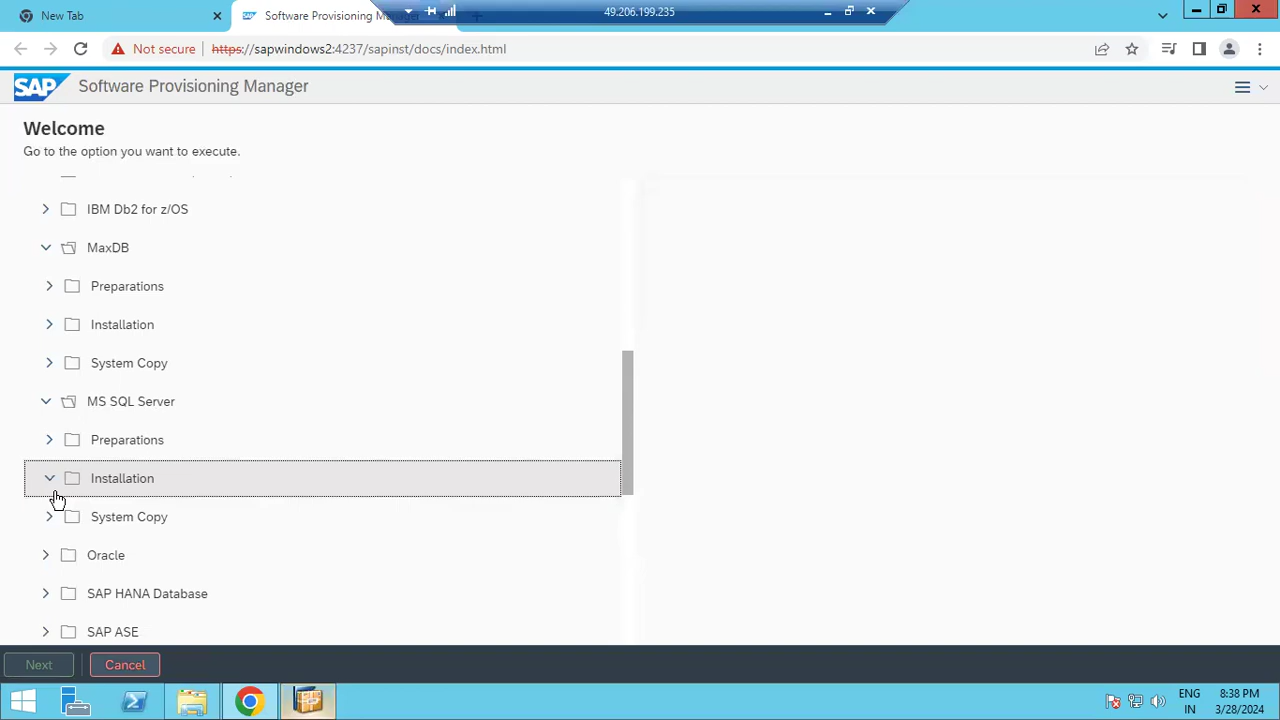 New Tab
Software Provisioning Manager
49.206.199.235
Not secure
https://sapwindows2:4237/sapinst/docs/index.html
SAP
Software Provisioning Manager
Welcome
Go to the option you want to execute.
IBM Db2 for z/OS
MaxDB
Preparations
Installation
System Copy
MS SQL Server
Preparations
Installation
System Copy
Oracle
SAP HANA Database
SAP ASE
Next
Cancel
ENG
IN
8:38 PM
3/28/2024